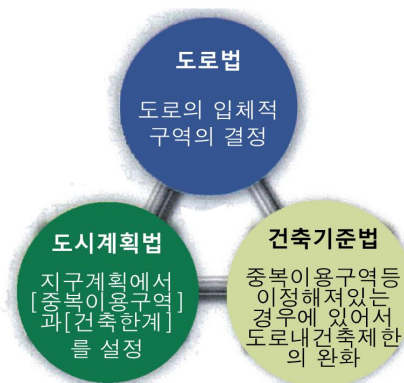 도로법
도로의 입체적
구역의 결정
도시계획법
지구계획에서
[중복이용구역]
과[건축한계]
를 설정
건축기준법
중복이용구역등
이정해져있는
경우에 있어서
도로내건축제한
의 완화